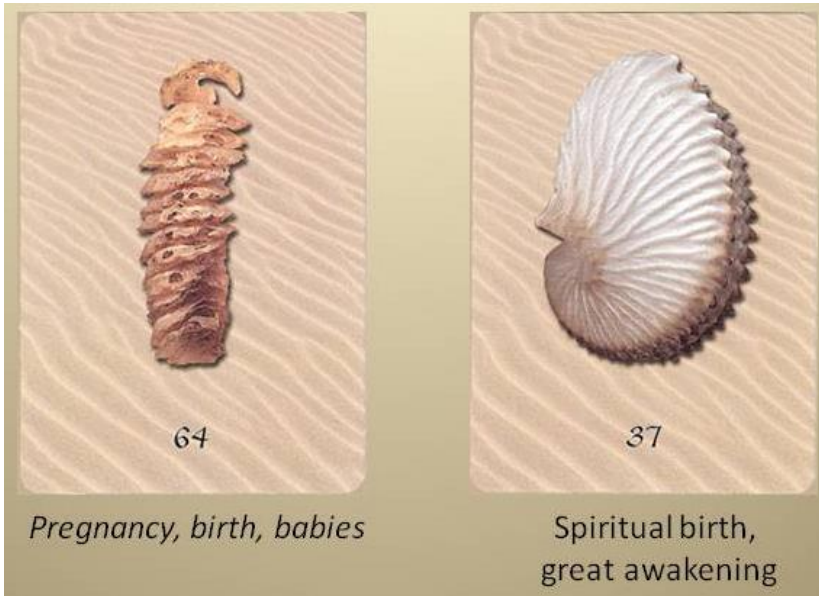 64
37
Pregnancy, birth, babies
Spiritual birth,
great awakening